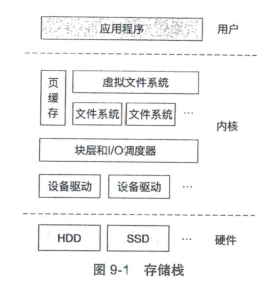 应用程序
用户
页缓存
虚拟文件系统
文件系统
文件系统
…
内核
块层和I/O调度器
设备驱动
设备驱动
…
HDD
SSD
…
硬件
图 9-1 存储栈